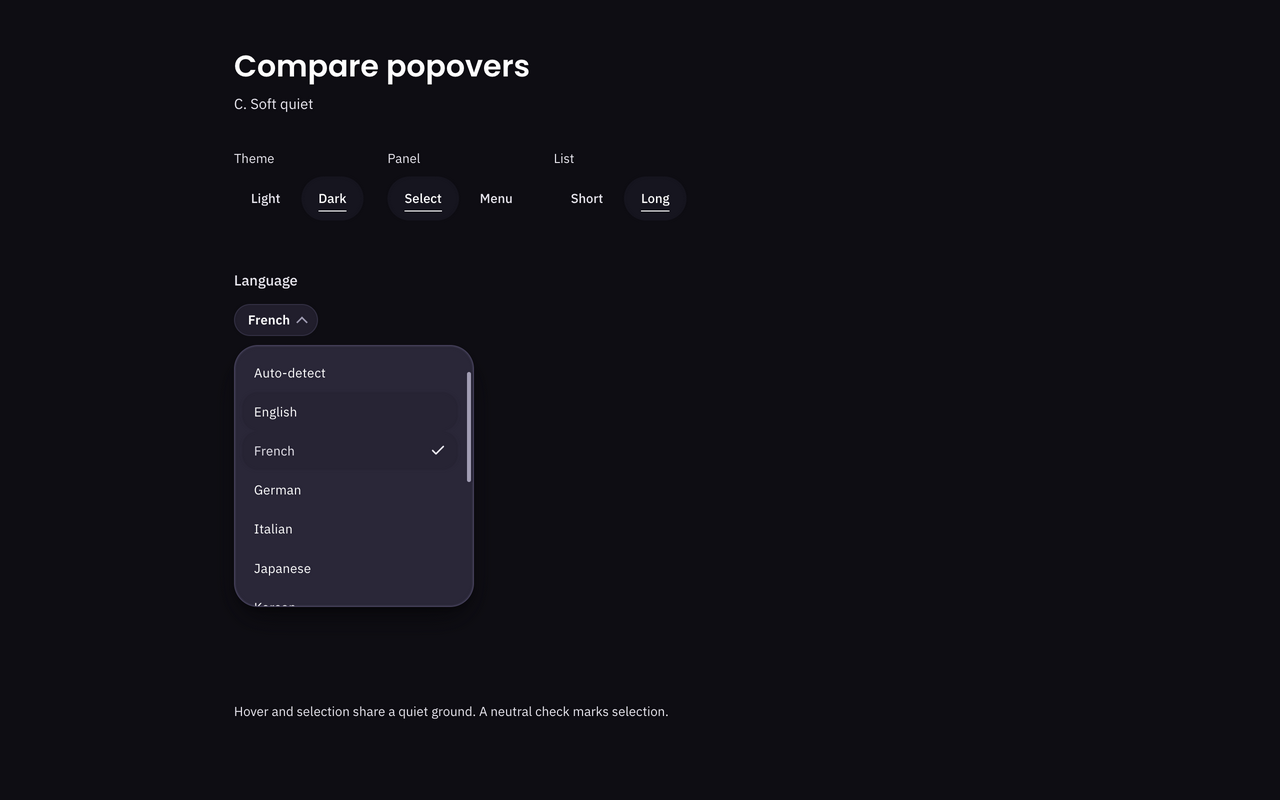 Compare popovers
C. Soft quiet
Theme
Panel
List
Light
Dark
Select
Menu
Short
Long
Language
French
Auto-detect
English
French
German
Italian
Japanese
Korean
Hover and selection share a quiet ground. A neutral check marks selection.